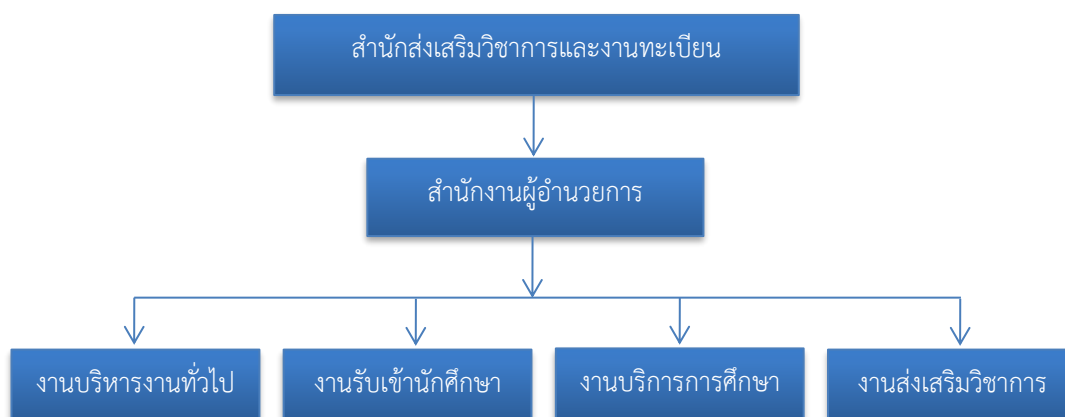 สำนักส่งเสริมวิชาการและงานทะเบียน
สำนักงานผู้อำนวยการ
งานบริหารงานทั่วไป
งานรับเข้านักศึกษา
งานบริการการศึกษา
งานส่งเสริมวิชาการ